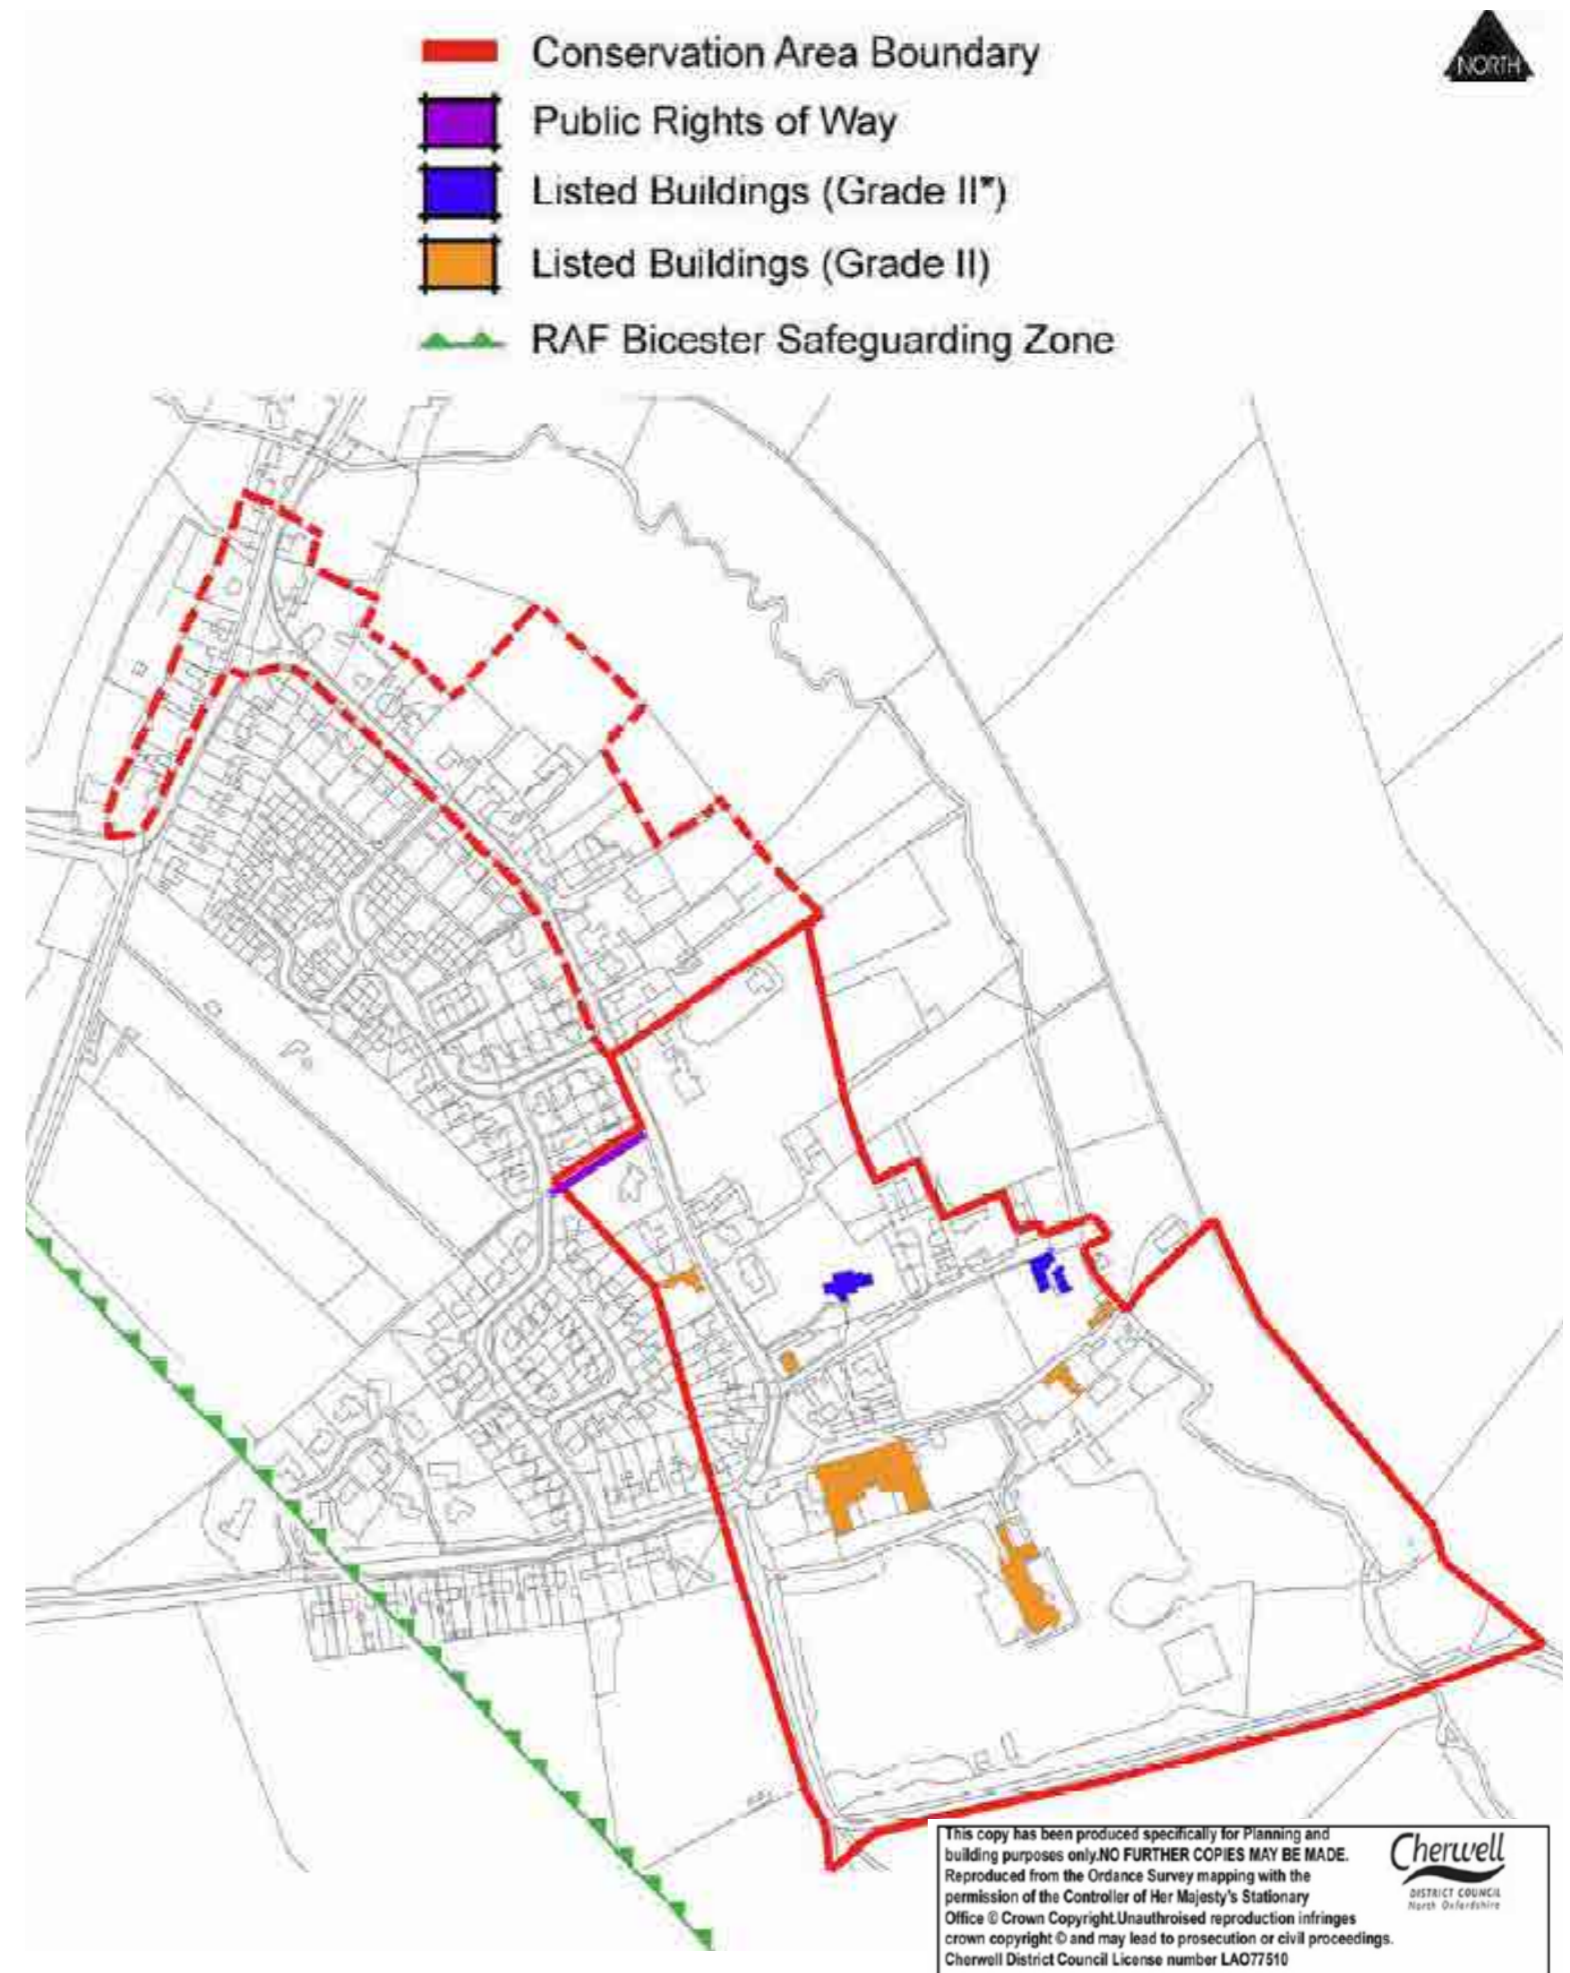 Conservation Area Boundary
NORTH
Public Rights of Way
Listed Buildings (Grade II*)
Listed Buildings (Grade II)
RAF Bicester Safeguarding Zone
This copy has been produced specifically for Planning and
building purposes only.NO FURTHER COPIES MAY BE MADE.
Reproduced from the Ordance Survey mapping with the
permission of the Controller of Her Majesty's Stationary
Office © Crown Copyright.Unauthroised reproduction infringes
crown copyright © and may lead to prosecution or civil proceedings.
Cherwell District Council License number LAO77510
Cherwell
DISTRICT COUNCIL
North Oxfordshire